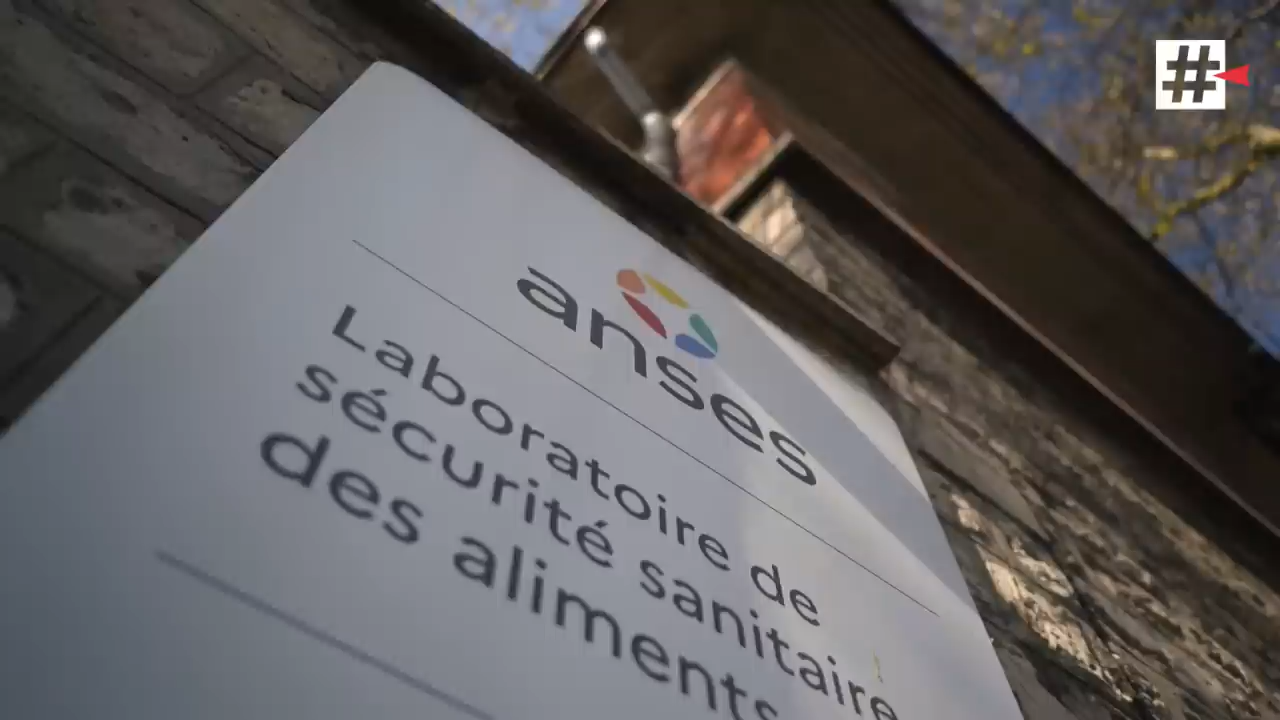 #
anses
Laboratoire de
sécurité sanitaire
des aliments